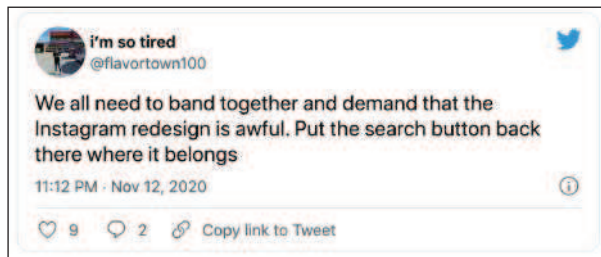 i'm so tired
@flavortown100
We all need to band together and demand that the
Instagram redesign is awful. Put the search button back
there where it belongs
11:12 PM · Nov 12, 2020
9 2 Copy link to Tweet